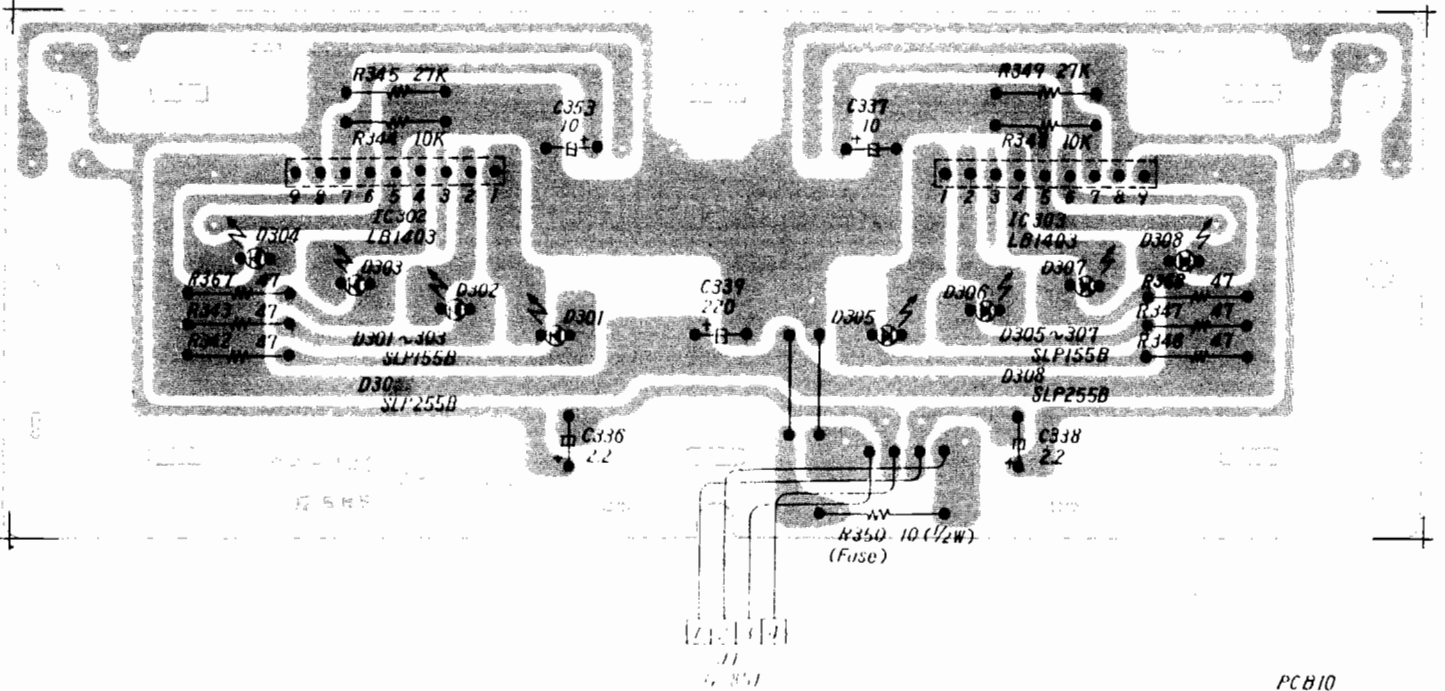 R345 27K
R349 27K
C353
10
+
C337
10
+
R344 10K
10K
9 8 7 6 5 4 3 2 1
1 2 3 4 5 6 7 8 9
IC302
LB1403
IC303
LB1403
D304
D308
D303
D307
R367 47
D302
C339
220
+
D306
47
R343 47
D301
D305
R347 47
R342 47
D301~303
SLP155B
D305~307
SLP155B
47
SLP255B
D308
SLP255B
C336
2.2
+
C338
2.2
+
R350 10 (1/2W)
(Fuse)
PCB10